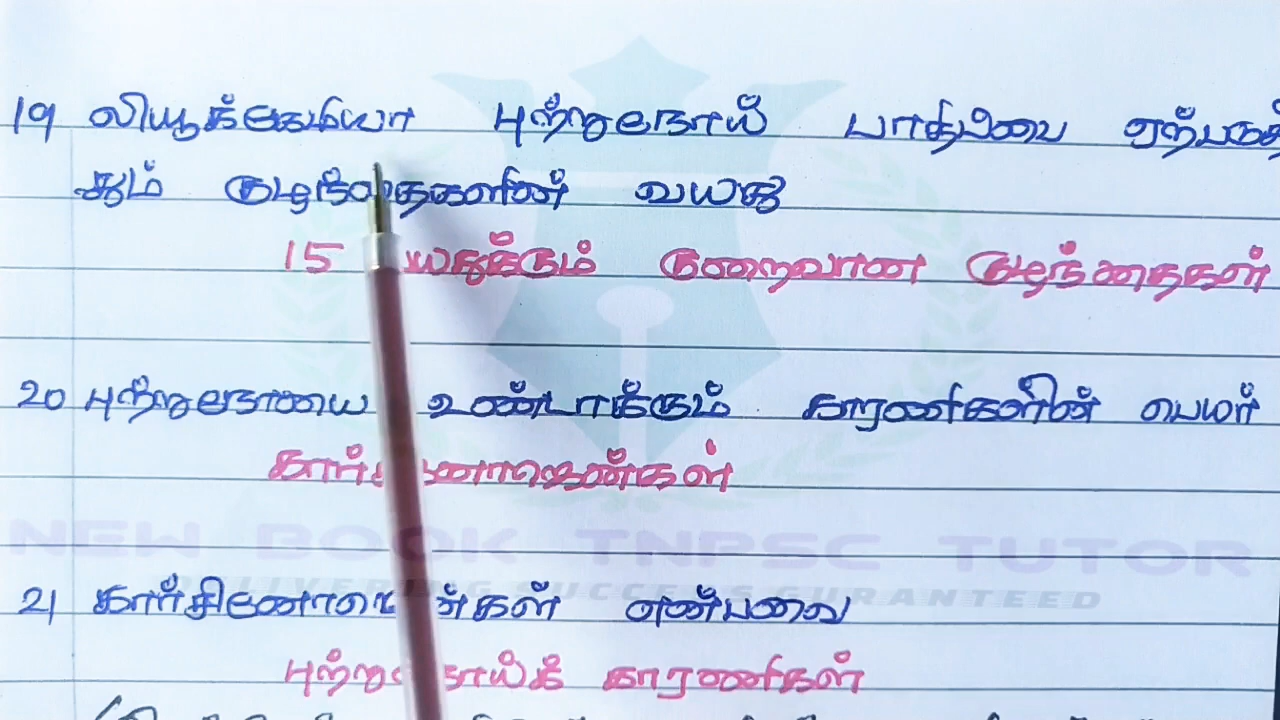 19 லியூக்கேமியா புற்றுநோய் பாதிப்பை ஏற்படுத்
தும் குழந்தைகளின் வயது
15 வயதுக்கும் குறைவான குழந்தைகள்
20 புற்றுநோயை உண்டாக்கும் காரணிகளின் பெயர்
கார்சினோஜென்கள்
NEW BOOK TNPSC TUTOR
DELIVERING SUCCESS GURANTEED
21 கார்சினோஜென்கள் என்பவை
புற்றுநோய்க் காரணிகள்